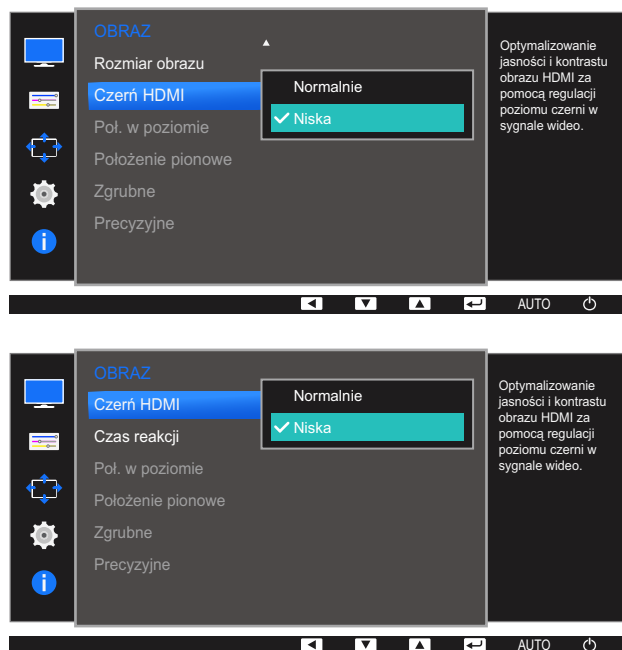 OBRAZ
Rozmiar obrazu
Czerń HDMI
Poł. w poziomie
Położenie pionowe
Zgrubne
Precyzyjne
Normalnie
Niska
Optymalizowanie
jasności i kontrastu
obrazu HDMI za
pomocą regulacji
poziomu czerni w
sygnale wideo.
AUTO
OBRAZ
Czerń HDMI
Czas reakcji
Poł. w poziomie
Położenie pionowe
Zgrubne
Precyzyjne
Normalnie
Niska
Optymalizowanie
jasności i kontrastu
obrazu HDMI za
pomocą regulacji
poziomu czerni w
sygnale wideo.
AUTO